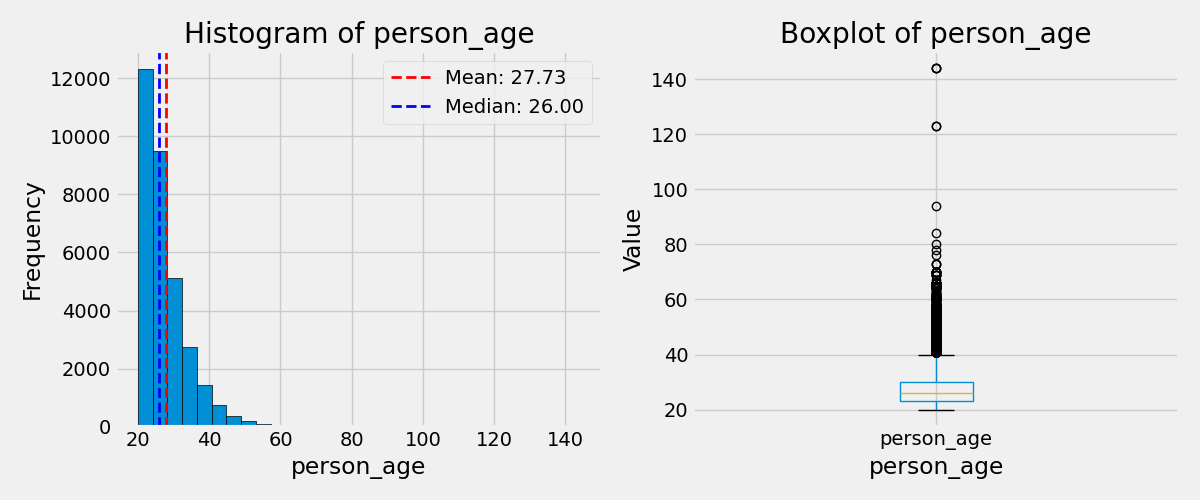 Histogram of person_age
Mean: 27.73
Median: 26.00
12000
10000
8000
6000
4000
2000
0
Frequency
20 40 60 80 100 120 140
person_age
Boxplot of person_age
140
120
100
80
60
40
20
Value
person_age
person_age